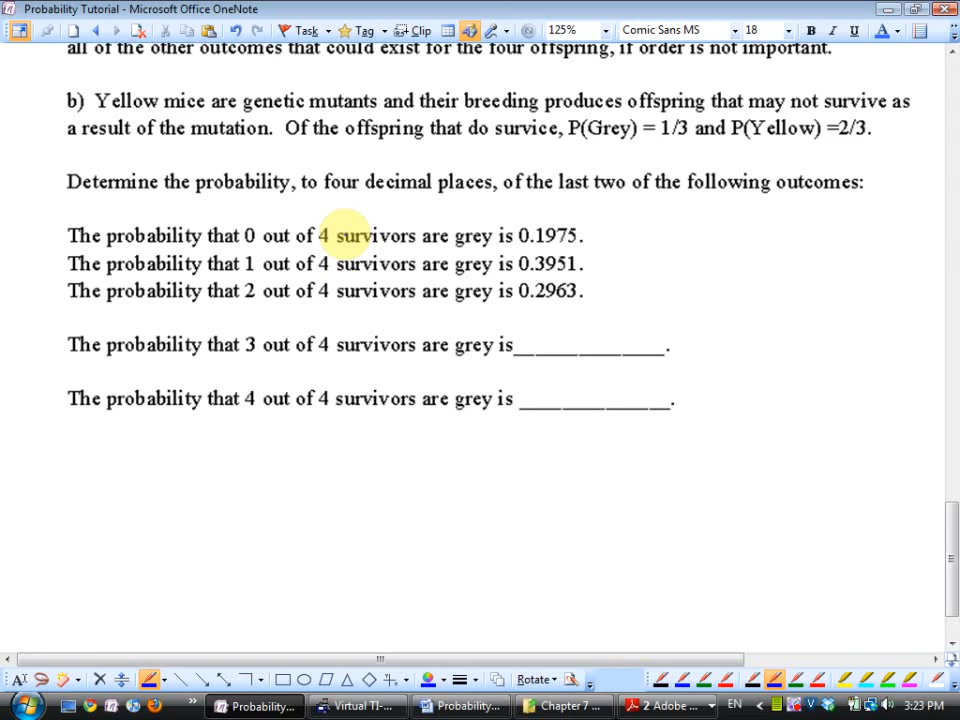 Probability Tutorial - Microsoft Office OneNote
Task Tag Clip 125% Comic Sans MS 18 B I U A
all of the other outcomes that could exist for the four offspring, if order is not important.
b) Yellow mice are genetic mutants and their breeding produces offspring that may not survive as
a result of the mutation. Of the offspring that do survice, P(Grey) = 1/3 and P(Yellow) =2/3.
Determine the probability, to four decimal places, of the last two of the following outcomes:
The probability that 0 out of 4 survivors are grey is 0.1975.
The probability that 1 out of 4 survivors are grey is 0.3951.
The probability that 2 out of 4 survivors are grey is 0.2963.
The probability that 3 out of 4 survivors are grey is______________.
The probability that 4 out of 4 survivors are grey is ______________.
Rotate
Probability... Virtual TI-... Probability... Chapter 7 ... 2 Adobe ... EN 3:23 PM